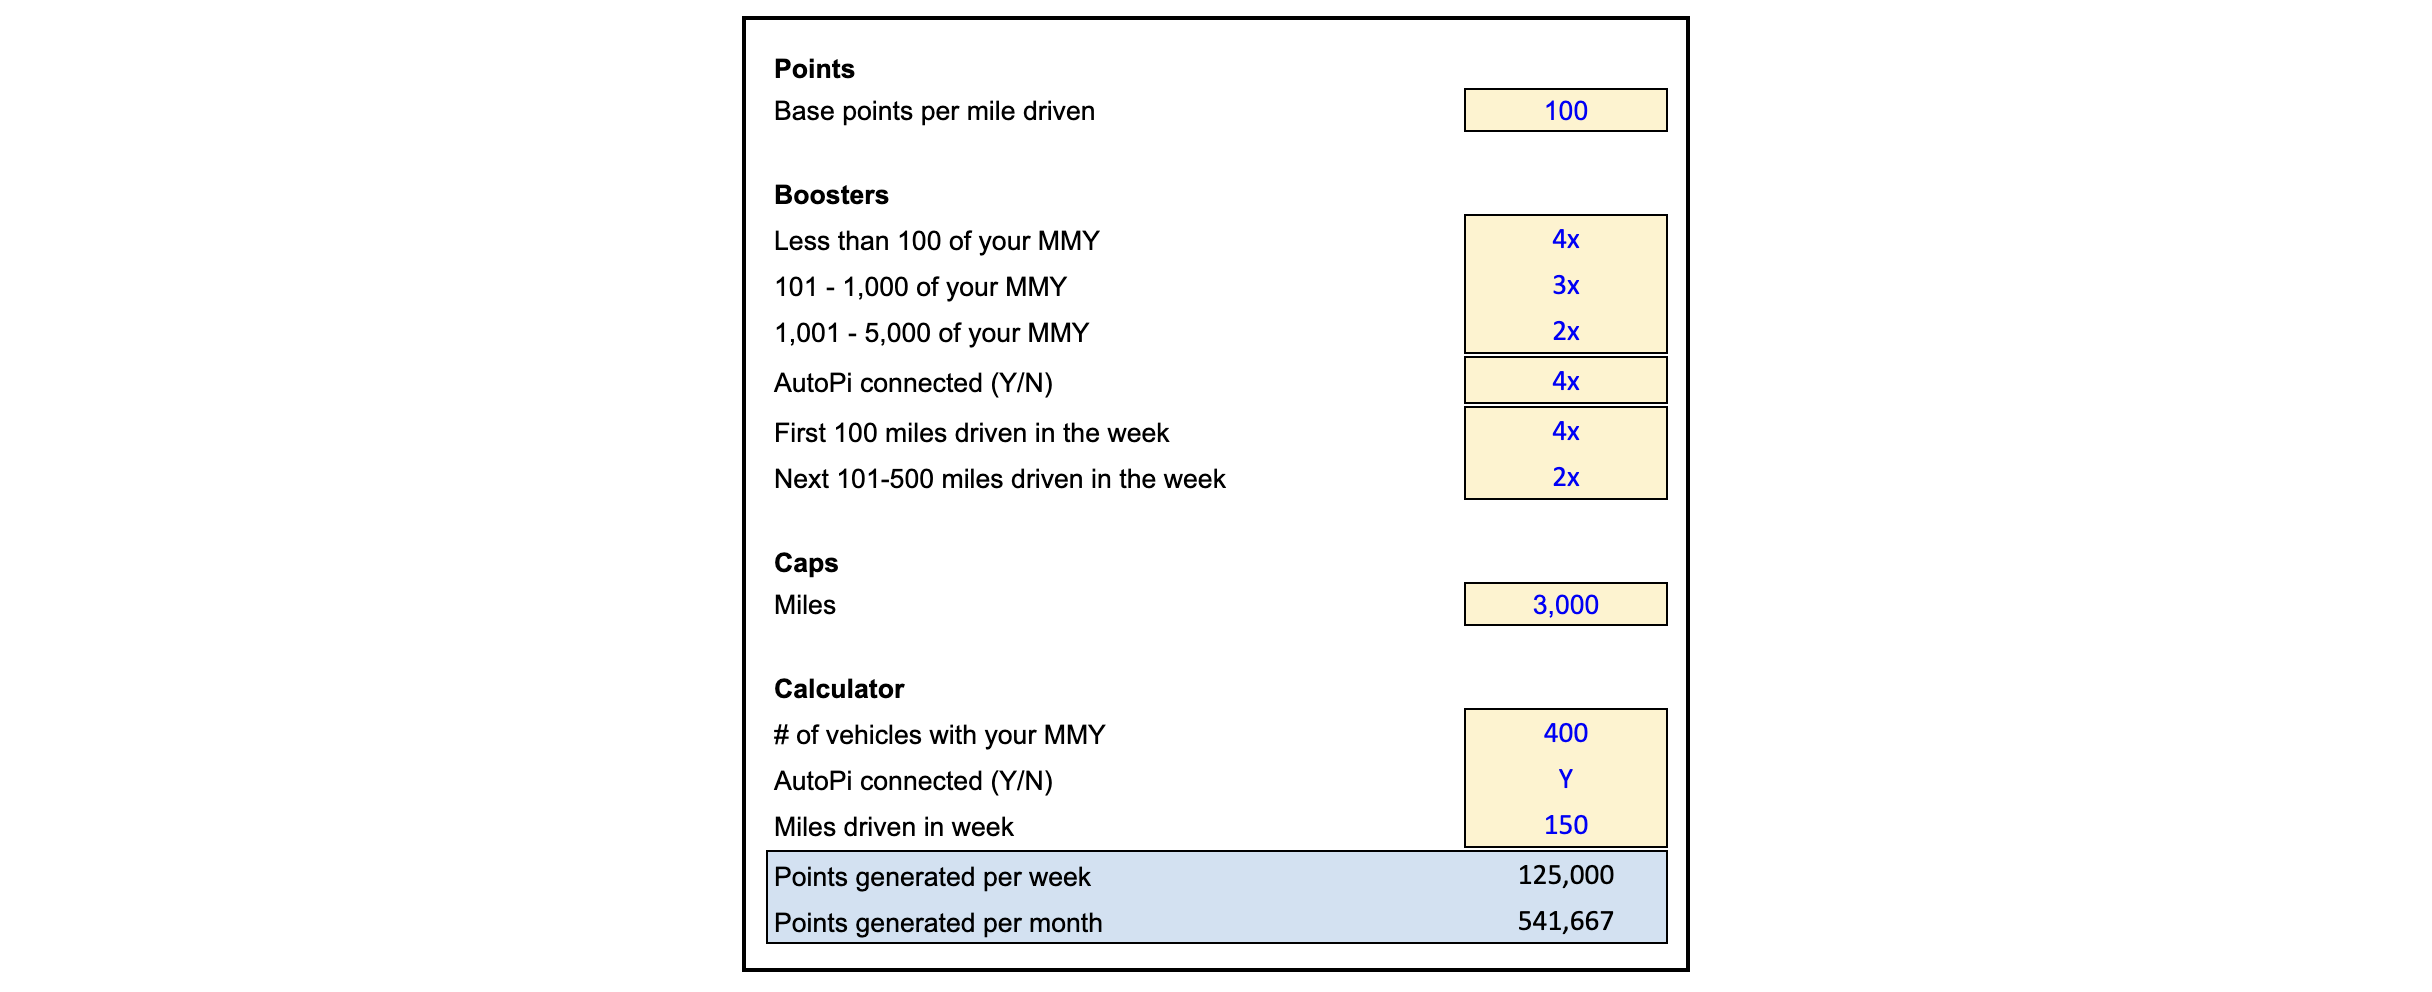 Points
Base points per mile driven 100
Boosters
Less than 100 of your MMY 4x
101 - 1,000 of your MMY 3x
1,001 - 5,000 of your MMY 2x
AutoPi connected (Y/N) 4x
First 100 miles driven in the week 4x
Next 101-500 miles driven in the week 2x
Caps
Miles 3,000
Calculator
# of vehicles with your MMY 400
AutoPi connected (Y/N) Y
Miles driven in week 150
Points generated per week 125,000
Points generated per month 541,667